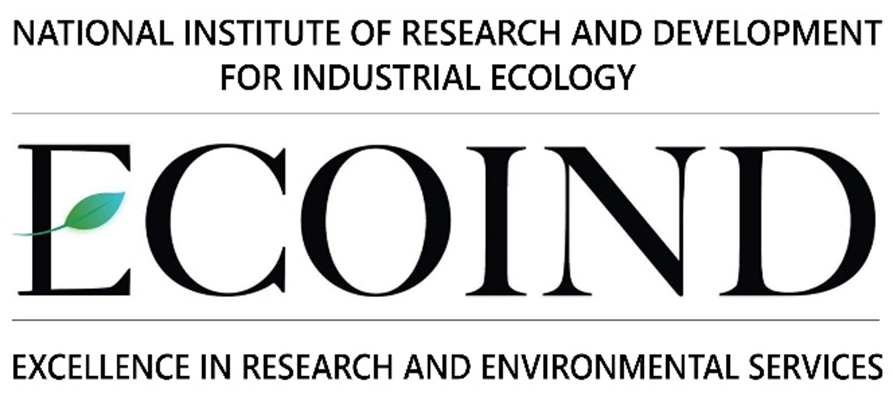 NATIONAL INSTITUTE OF RESEARCH AND DEVELOPMENT
FOR INDUSTRIAL ECOLOGY
ECOIND
EXCELLENCE IN RESEARCH AND ENVIRONMENTAL SERVICES